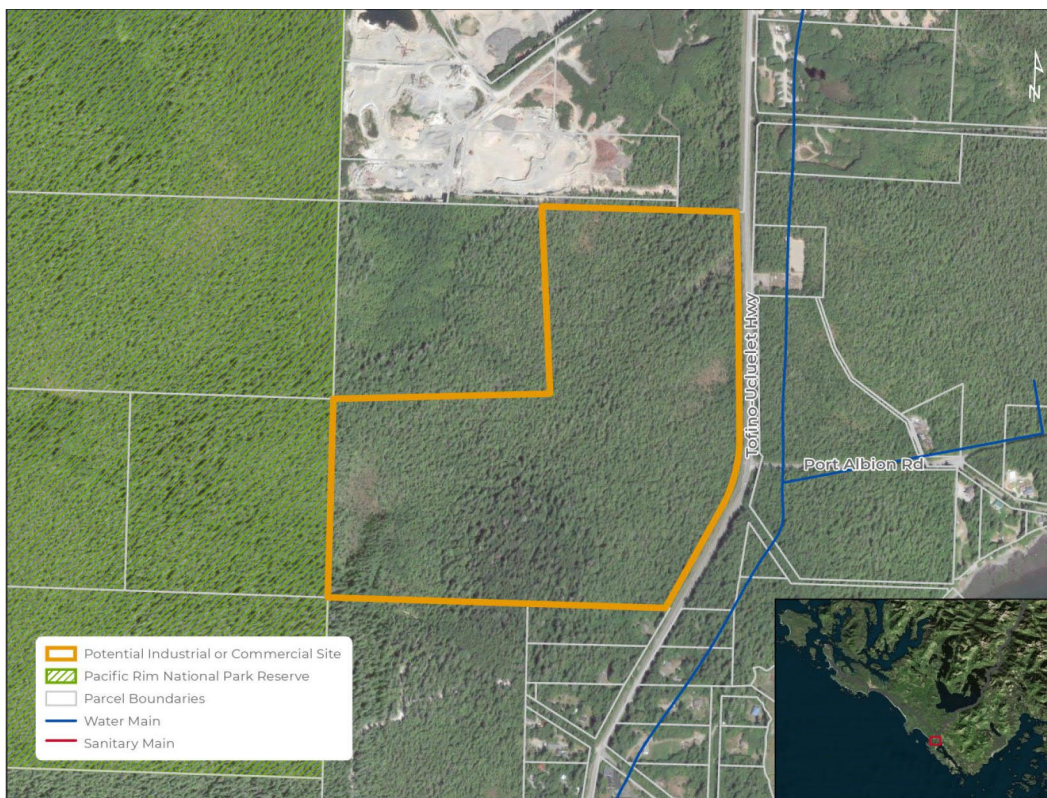 N
Tofino-Ucluelet Hwy
Port Albion Rd
Potential Industrial or Commercial Site
Pacific Rim National Park Reserve
Parcel Boundaries
Water Main
Sanitary Main